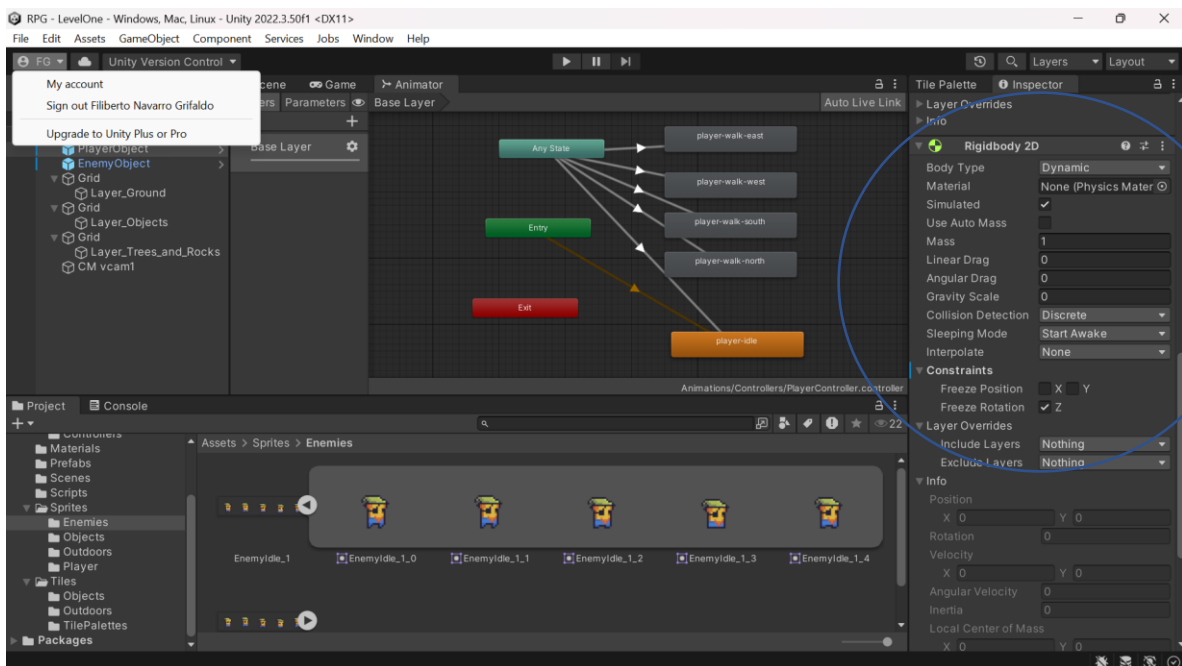 RPG - LevelOne - Windows, Mac, Linux - Unity 2022.3.50f1 <DX11>
File Edit Assets GameObject Component Services Jobs Window Help
FG Unity Version Control Layers Layout
My account
Sign out Filiberto Navarro Grifaldo
Upgrade to Unity Plus or Pro
PlayerObject
EnemyObject
Grid
Layer_Ground
Grid
Layer_Objects
Grid
Layer_Trees_and_Rocks
CM vcam1
Game Animator
Parameters Base Layer Auto Live Link
Base Layer
Any State
player-walk-east
player-walk-west
player-walk-south
player-walk-north
Entry
Exit
player-idle
Animations/Controllers/PlayerController.controller
Tile Palette Inspector
Layer Overrides
Info
Rigidbody 2D
Body Type Dynamic
Material None (Physics Mater
Simulated
Use Auto Mass
Mass 1
Linear Drag 0
Angular Drag 0
Gravity Scale 0
Collision Detection Discrete
Sleeping Mode Start Awake
Interpolate None
Constraints
Freeze Position X Y
Freeze Rotation Z
Layer Overrides
Include Layers Nothing
Exclude Layers Nothing
Info
Position
X 0 Y 0
Rotation 0
Velocity
X 0 Y 0
Angular Velocity 0
Inertia 0
Local Center of Mass
X 0 Y 0
Project Console
22
Controllers
Materials
Prefabs
Scenes
Scripts
Sprites
Enemies
Objects
Outdoors
Player
Tiles
Objects
Outdoors
TilePalettes
Packages
Assets > Sprites > Enemies
EnemyIdle_1 EnemyIdle_1_0 EnemyIdle_1_1 EnemyIdle_1_2 EnemyIdle_1_3 EnemyIdle_1_4